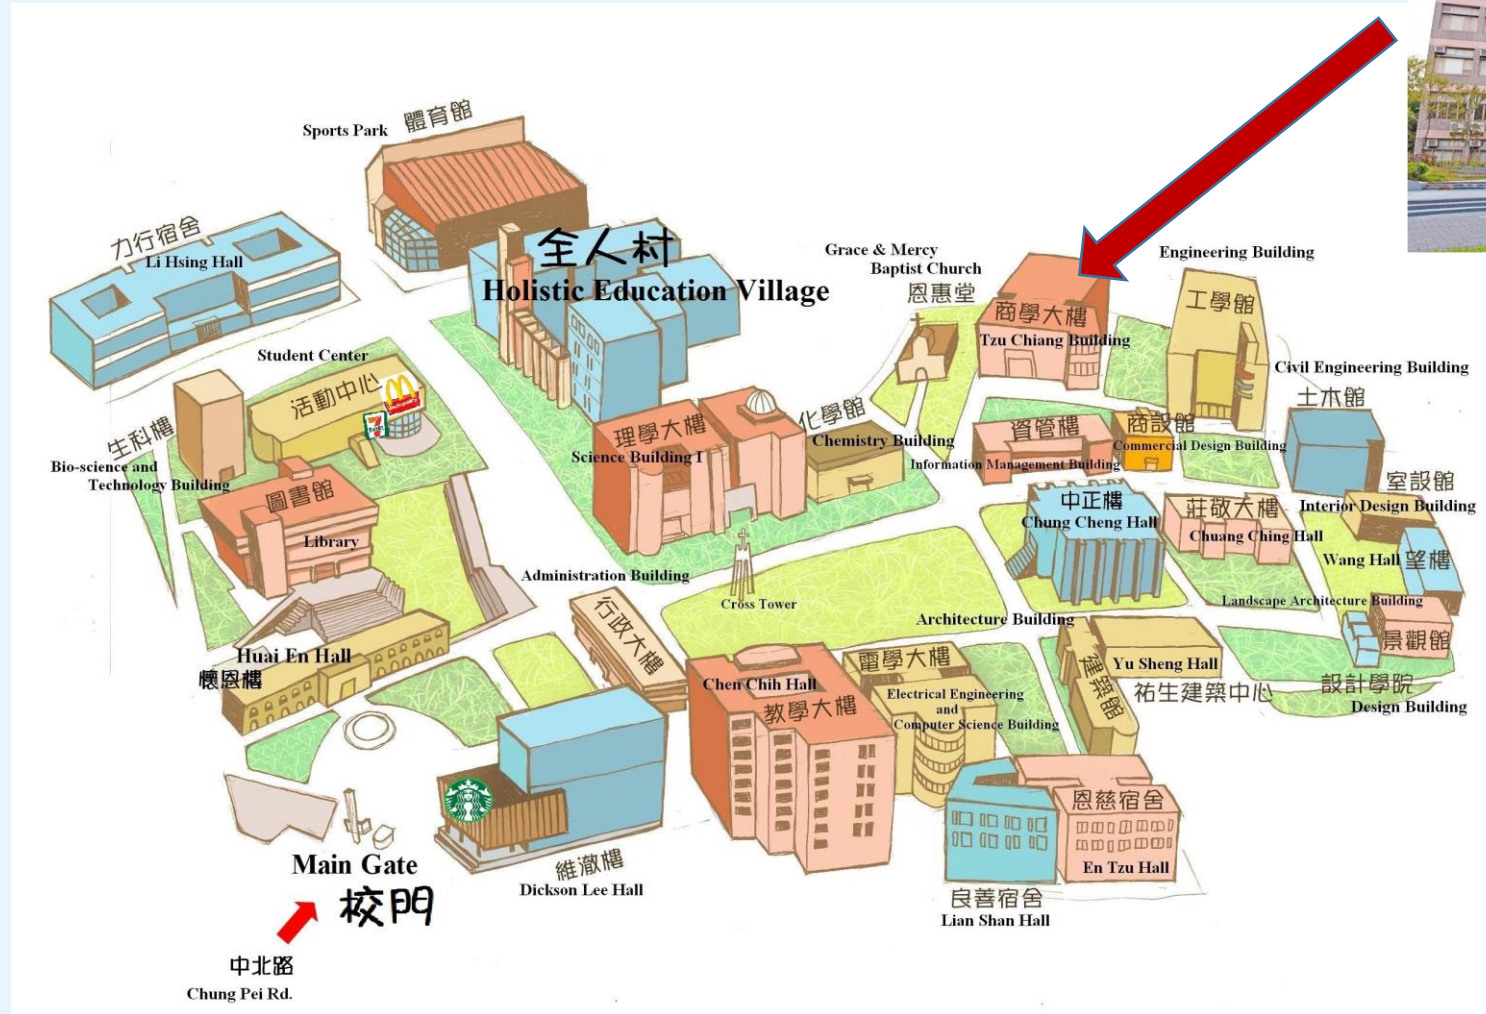 體育館
Sports Park
力行宿舍
Li Hsing Hall
全人村
Holistic Education Village
Grace & Mercy
Baptist Church
恩惠堂
商學大樓
Tzu Chiang Building
Engineering Building
工學館
Civil Engineering Building
土木館
Student Center
活動中心
生科樓
Bio-science and
Technology Building
圖書館
Library
理學大樓
Science Building I
化學館
Chemistry Building
資管樓
Information Management Building
商設館
Commercial Design Building
中正樓
Chung Cheng Hall
莊敬大樓
Chuang Ching Hall
室設館
Interior Design Building
Wang Hall
望樓
Landscape Architecture Building
景觀館
Administration Building
行政大樓
Cross Tower
Architecture Building
建築館
Yu Sheng Hall
祐生建築中心
設計學院
Design Building
Huai En Hall
懷恩樓
Chen Chih Hall
教學大樓
電學大樓
Electrical Engineering
and
Computer Science Building
恩慈宿舍
En Tzu Hall
良善宿舍
Lian Shan Hall
維澈樓
Dickson Lee Hall
Main Gate
校門
中北路
Chung Pei Rd.